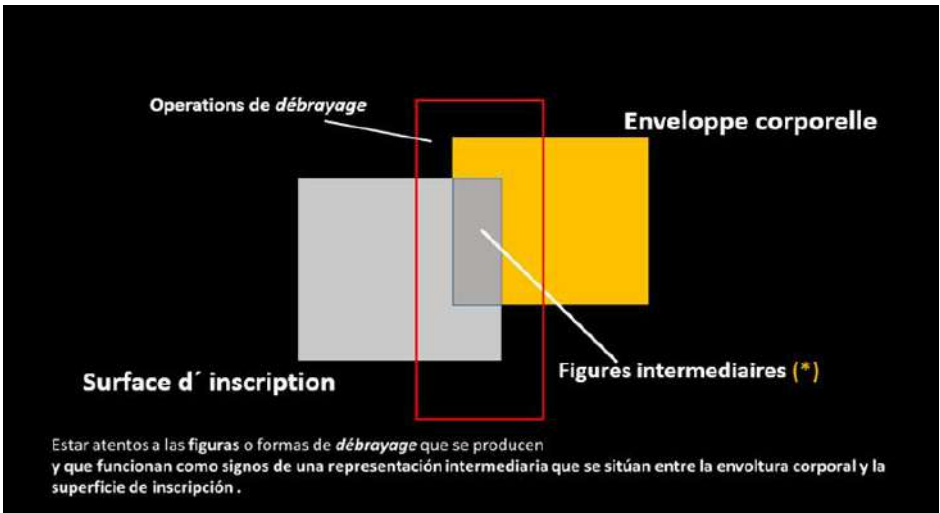 Operations de débrayage
Enveloppe corporelle
Figures intermediaires (*)
Surface d´ inscription
Estar atentos a las figuras o formas de débrayage que se producen
y que funcionan como signos de una representación intermediaria que se sitúan entre la envoltura corporal y la
superficie de inscripción .